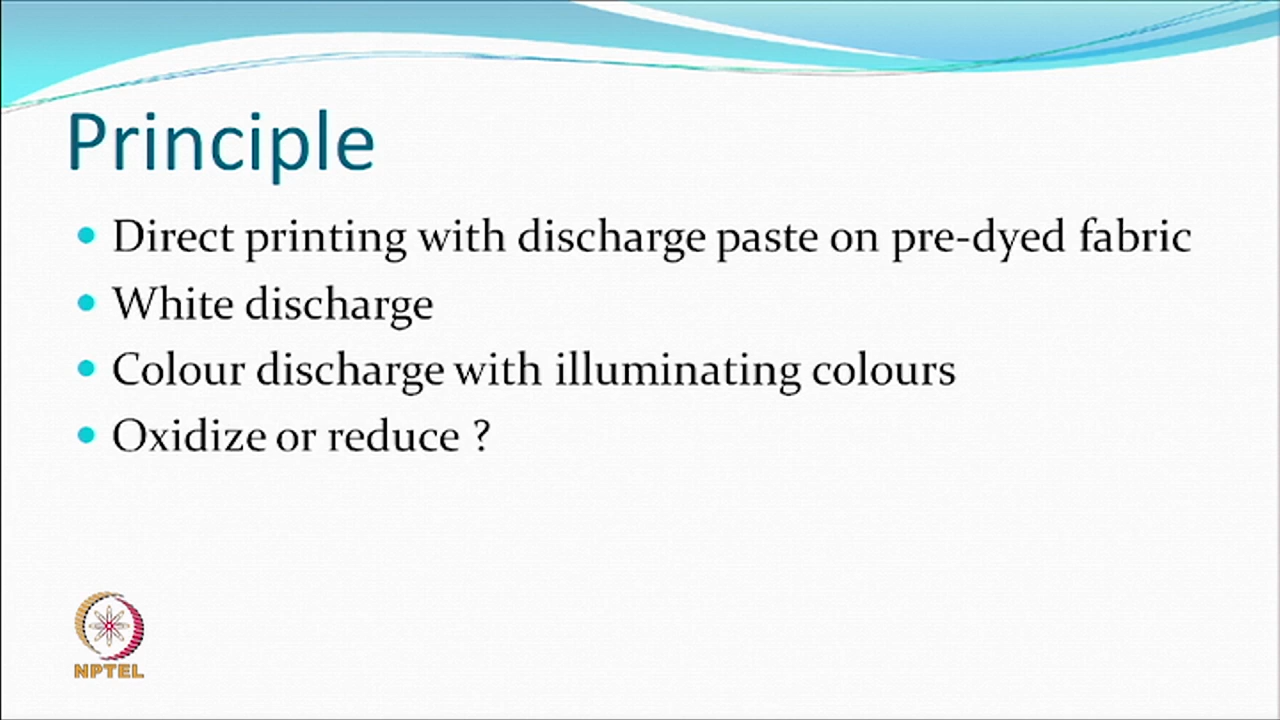 Principle
Direct printing with discharge paste on pre-dyed fabric
White discharge
Colour discharge with illuminating colours
Oxidize or reduce ?
NPTEL